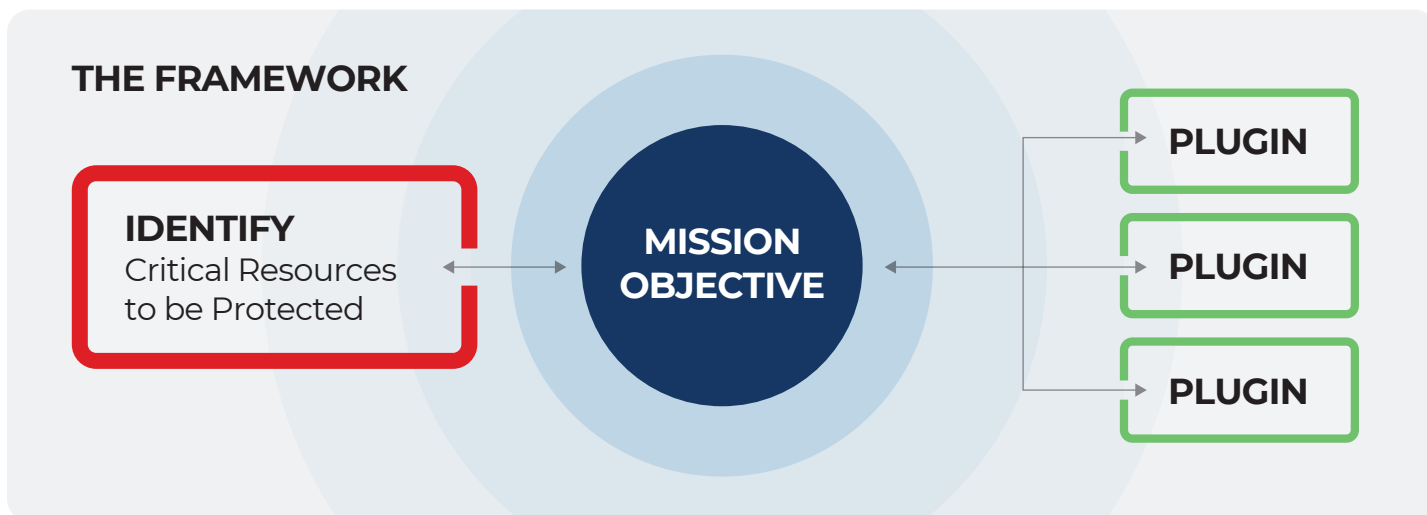 THE FRAMEWORK
IDENTIFY
Critical Resources
to be Protected
MISSION
OBJECTIVE
PLUGIN
PLUGIN
PLUGIN